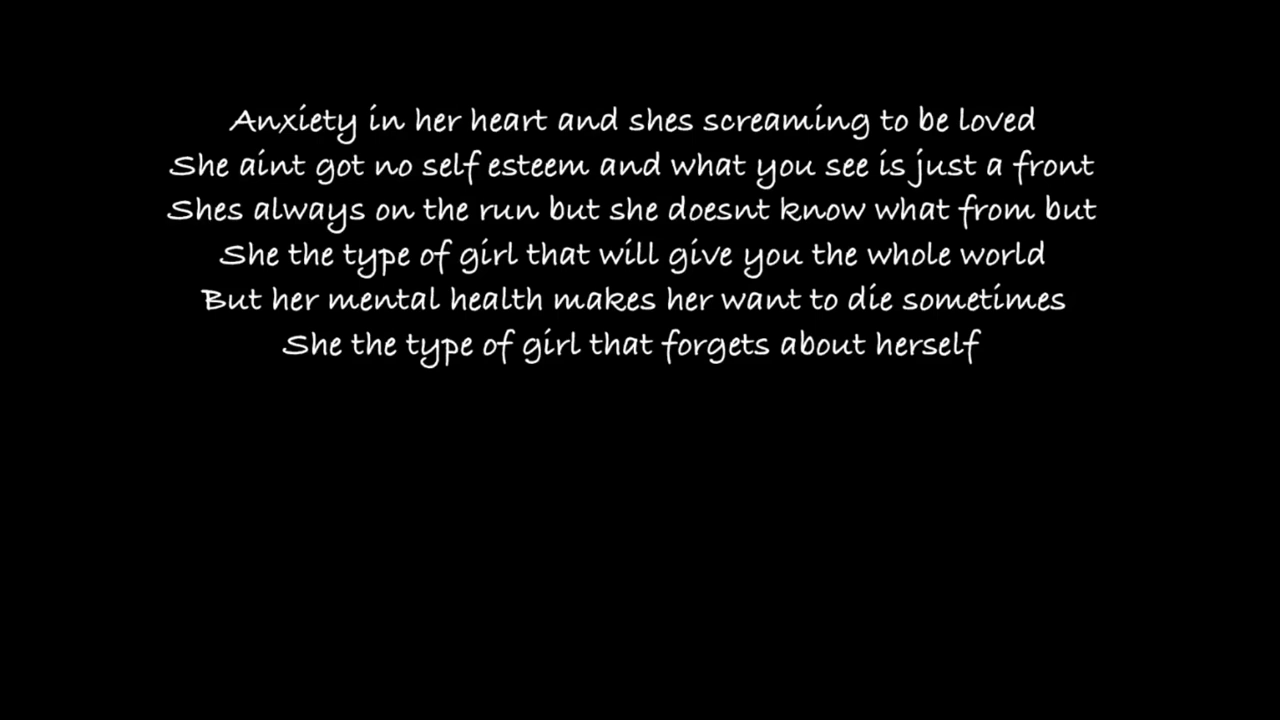 Anxiety in her heart and shes screaming to be loved
She aint got no self esteem and what you see is just a front
Shes always on the run but she doesnt know what from but
She the type of girl that will give you the whole world
But her mental health makes her want to die sometimes
She the type of girl that forgets about herself